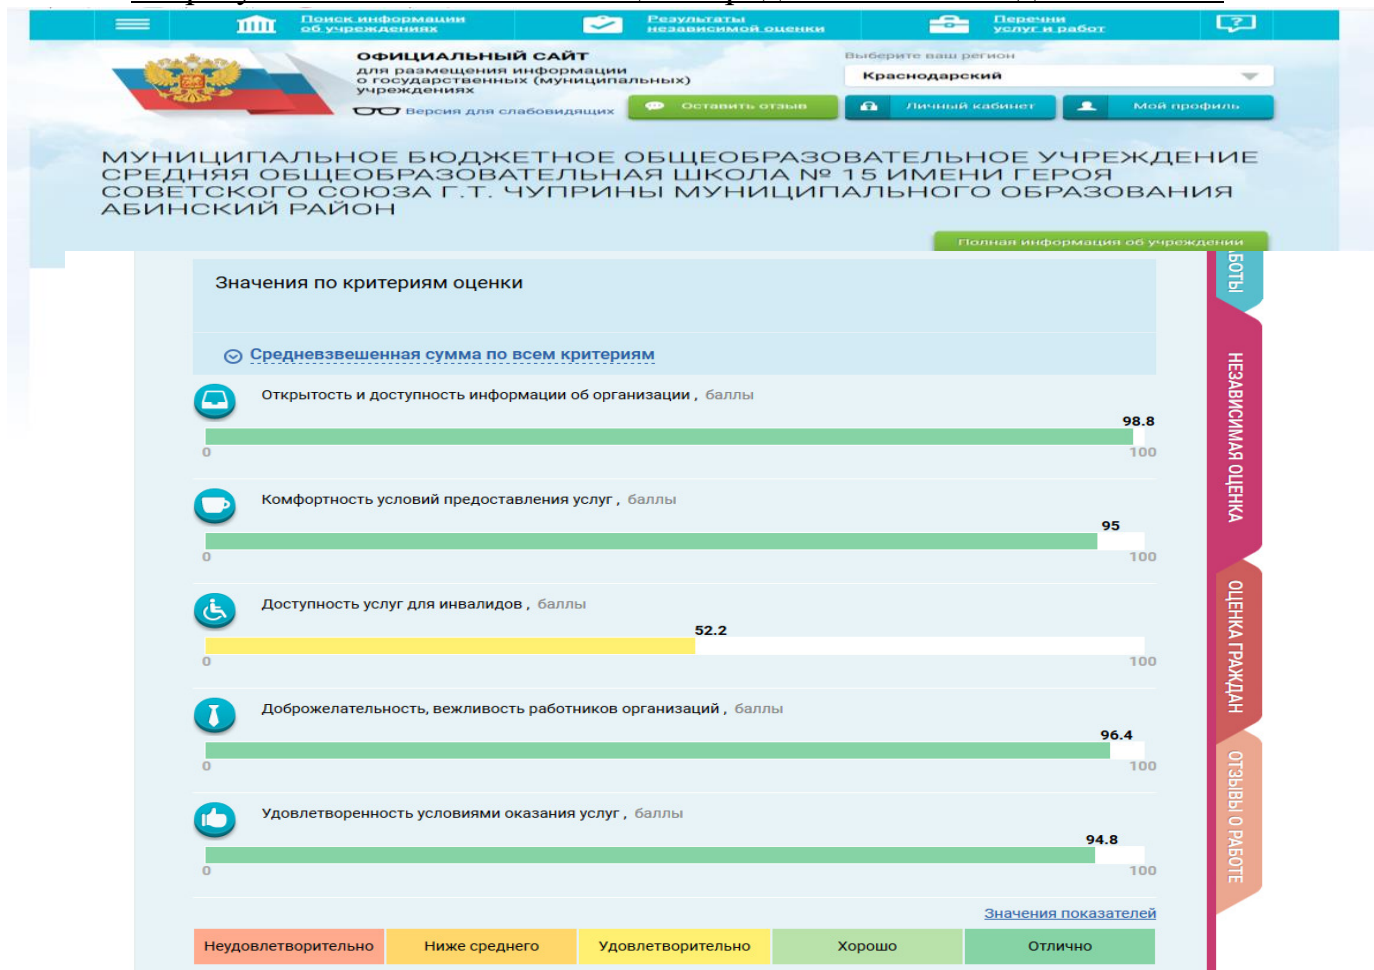 Поиск информации
об учреждениях
Результаты
независимой оценки
Перечни
услуг и работ
ОФИЦИАЛЬНЫЙ САЙТ
для размещения информации
о государственных (муниципальных)
учреждениях
Версия для слабовидящих
Оставить отзыв
Выберите ваш регион
Краснодарский
Личный кабинет
Мой профиль
МУНИЦИПАЛЬНОЕ БЮДЖЕТНОЕ ОБЩЕОБРАЗОВАТЕЛЬНОЕ УЧРЕЖДЕНИЕ
СРЕДНЯЯ ОБЩЕОБРАЗОВАТЕЛЬНАЯ ШКОЛА № 15 ИМЕНИ ГЕРОЯ
СОВЕТСКОГО СОЮЗА Г.Т. ЧУПРИНЫ МУНИЦИПАЛЬНОГО ОБРАЗОВАНИЯ
АБИНСКИЙ РАЙОН
Полная информация об учреждении
Значения по критериям оценки
Средневзвешенная сумма по всем критериям
Открытость и доступность информации об организации , баллы
98.8
0 100
Комфортность условий предоставления услуг , баллы
95
0 100
Доступность услуг для инвалидов , баллы
52.2
0 100
Доброжелательность, вежливость работников организаций , баллы
96.4
0 100
Удовлетворенность условиями оказания услуг , баллы
94.8
0 100
Значения показателей
Неудовлетворительно Ниже среднего Удовлетворительно Хорошо Отлично
НЕЗАВИСИМАЯ ОЦЕНКА
ОЦЕНКА ГРАЖДАН
ОТЗЫВЫ О РАБОТЕ